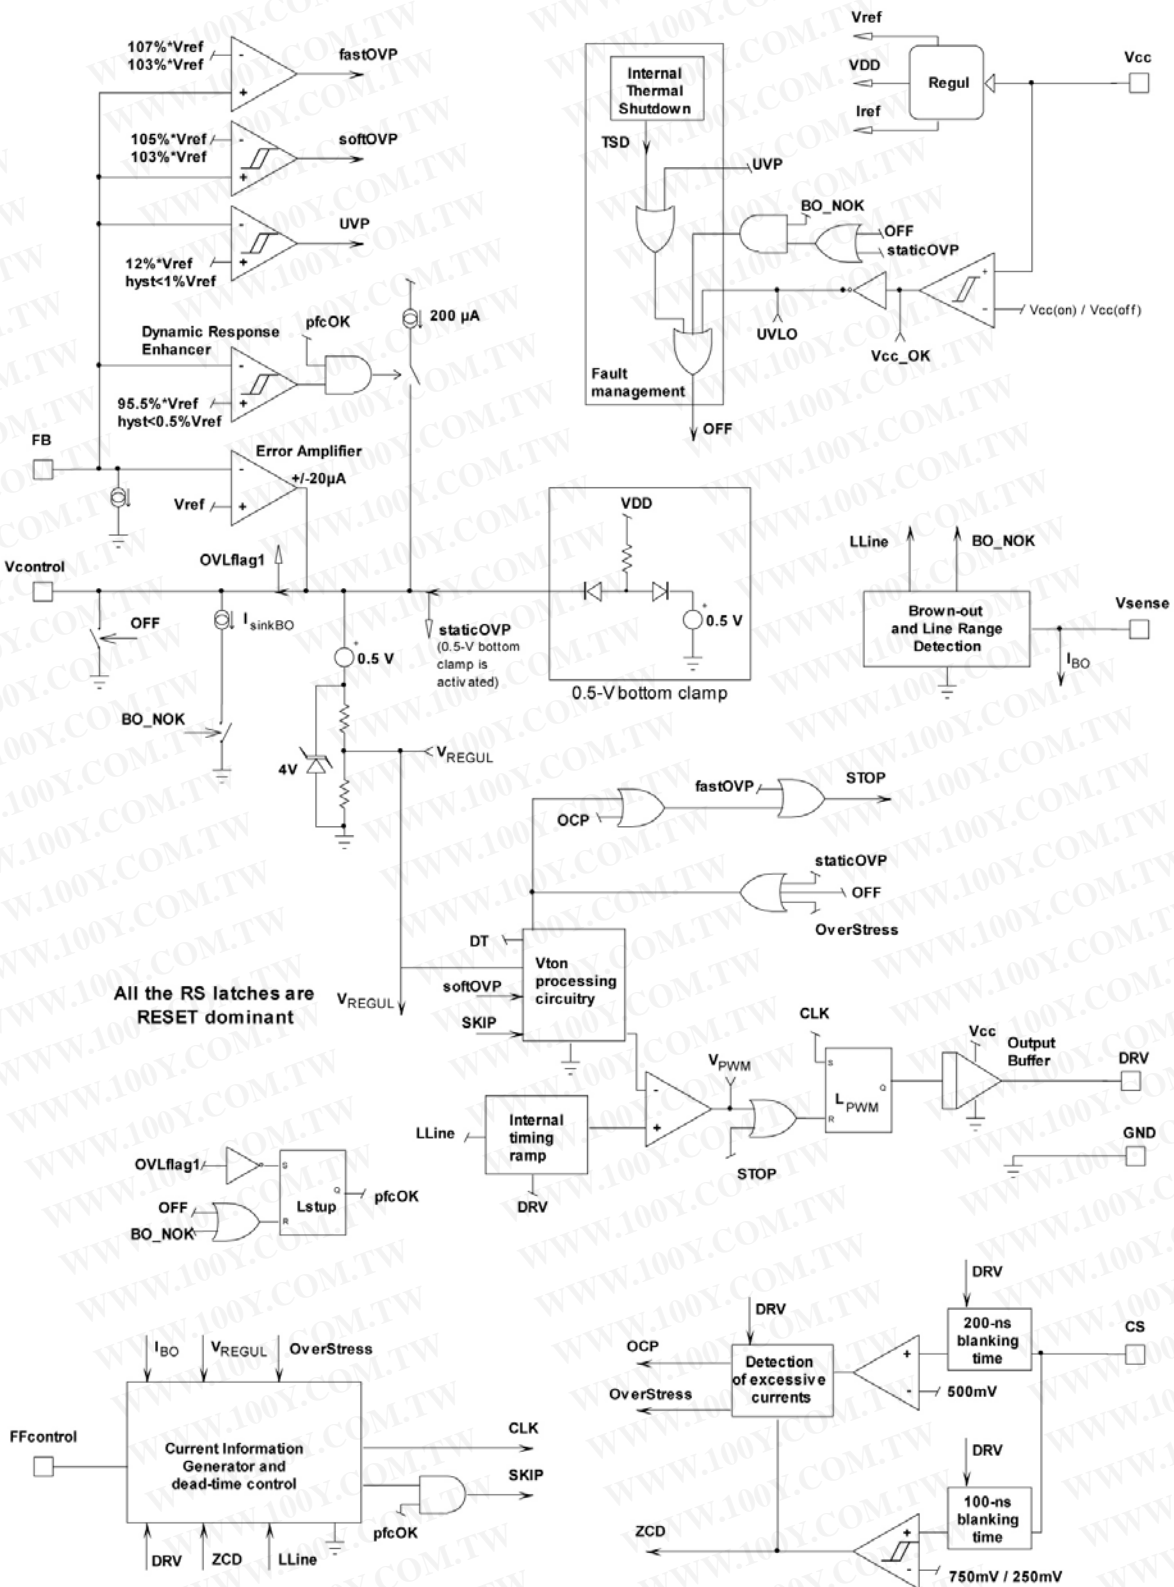 107%*Vref
103%*Vref
fastOVP
105%*Vref
103%*Vref
softOVP
UVP
12%*Vref
hyst<1%Vref
Dynamic Response
Enhancer
pfcOK
200 µA
95.5%*Vref
hyst<0.5%Vref
FB
Error Amplifier
+/-20µA
Vref
Internal
Thermal
Shutdown
TSD
UVP
BO_NOK
OFF
staticOVP
UVLO
Vcc_OK
Vcc(on) / Vcc(off)
Fault
management
OFF
Vref
VDD
Iref
Regul
Vcc
Vcontrol
OVLflag1
OFF
I sinkBO
BO_NOK
0.5 V
4V
VREGUL
staticOVP
(0.5-V bottom
clamp is
activated)
VDD
0.5 V
0.5-V bottom clamp
LLine
BO_NOK
Brown-out
and Line Range
Detection
Vsense
IBO
fastOVP
STOP
OCP
staticOVP
OFF
OverStress
DT
Vton
processing
circuitry
softOVP
SKIP
VREGUL
All the RS latches are
RESET dominant
CLK
VPWM
S
Q
LPWM
R
STOP
Vcc
Output
Buffer
DRV
GND
LLine
Internal
timing
ramp
DRV
OVLflag1
OFF
BO_NOK
S
Q
Lstup
R
pfcOK
IBO
VREGUL
OverStress
FFcontrol
Current Information
Generator and
dead-time control
CLK
SKIP
pfcOK
DRV
ZCD
LLine
DRV
OCP
OverStress
Detection
of excessive
currents
DRV
200-ns
blanking
time
CS
500mV
DRV
100-ns
blanking
time
ZCD
750mV / 250mV
WWW.100Y.COM.TW